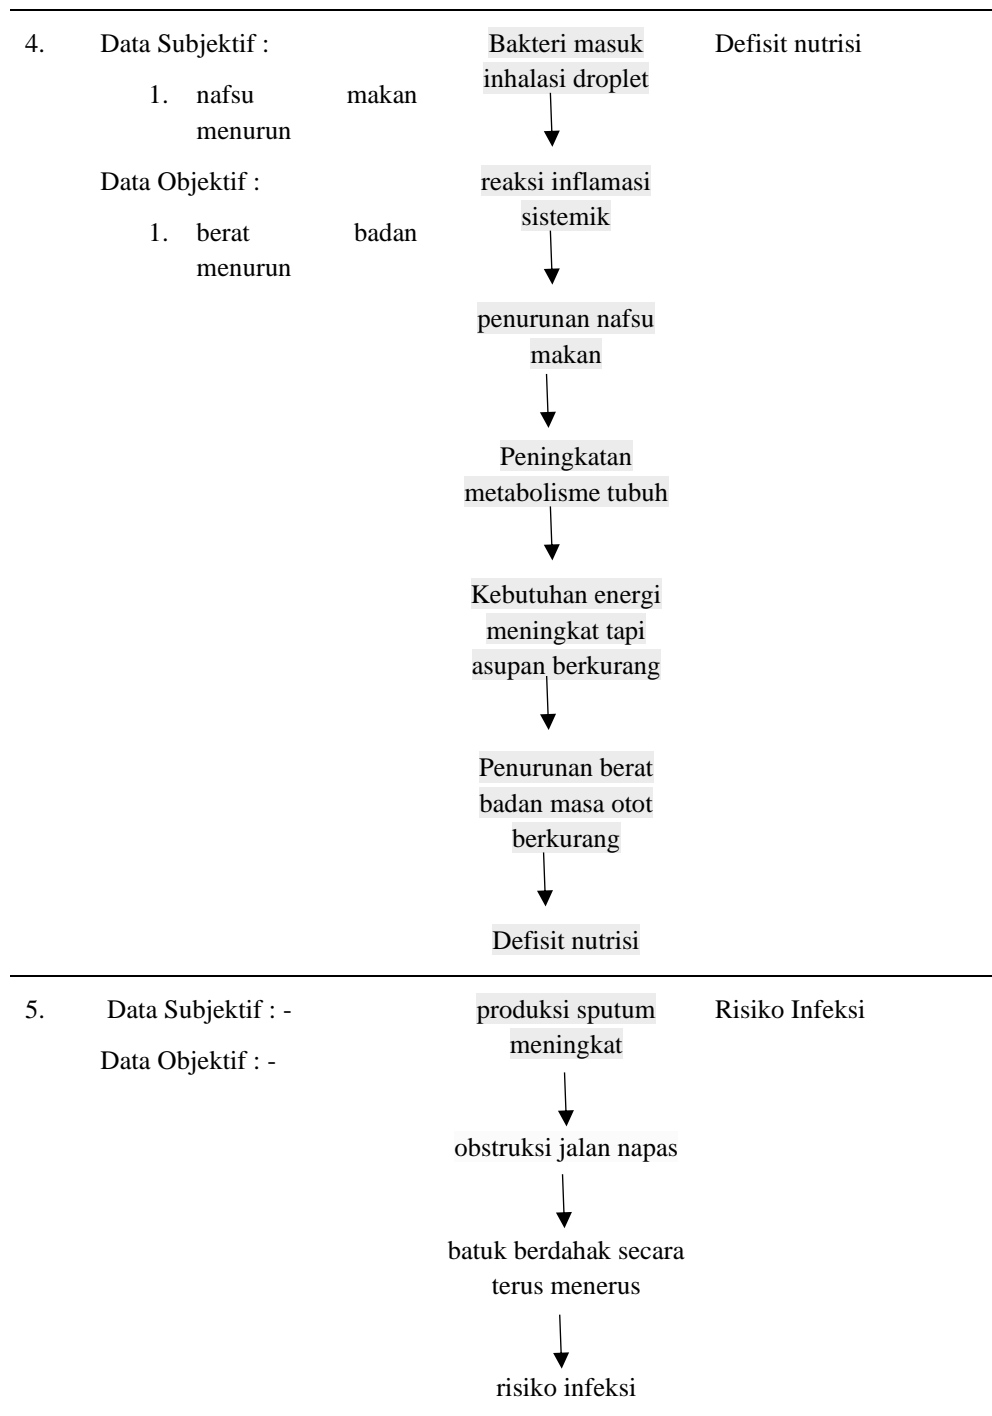 4.
Data Subjektif :
1. nafsu makan
menurun
Data Objektif :
1. berat badan
menurun
Bakteri masuk
inhalasi droplet
reaksi inflamasi
sistemik
penurunan nafsu
makan
Peningkatan
metabolisme tubuh
Kebutuhan energi
meningkat tapi
asupan berkurang
Penurunan berat
badan masa otot
berkurang
Defisit nutrisi
Defisit nutrisi
5.
Data Subjektif : -
Data Objektif : -
produksi sputum
meningkat
obstruksi jalan napas
batuk berdahak secara
terus menerus
risiko infeksi
Risiko Infeksi